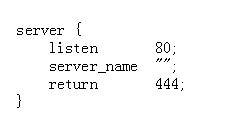 server {
    listen       80;
    server_name  "";
    return       444;
}